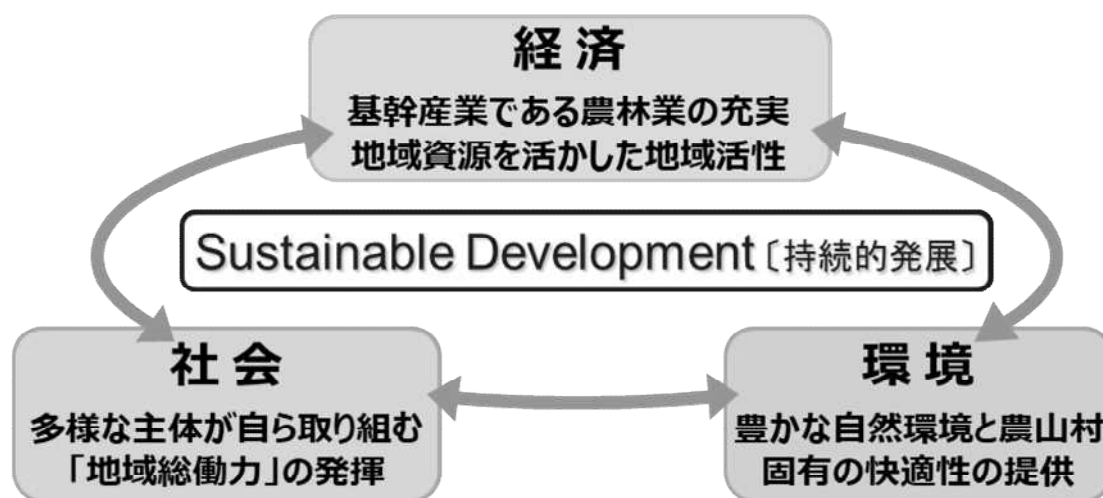 経済
基幹産業である農林業の充実
地域資源を活かした地域活性
Sustainable Development〔持続的発展〕
社会
多様な主体が自ら取り組む
「地域総働力」の発揮
環境
豊かな自然環境と農山村
固有の快適性の提供